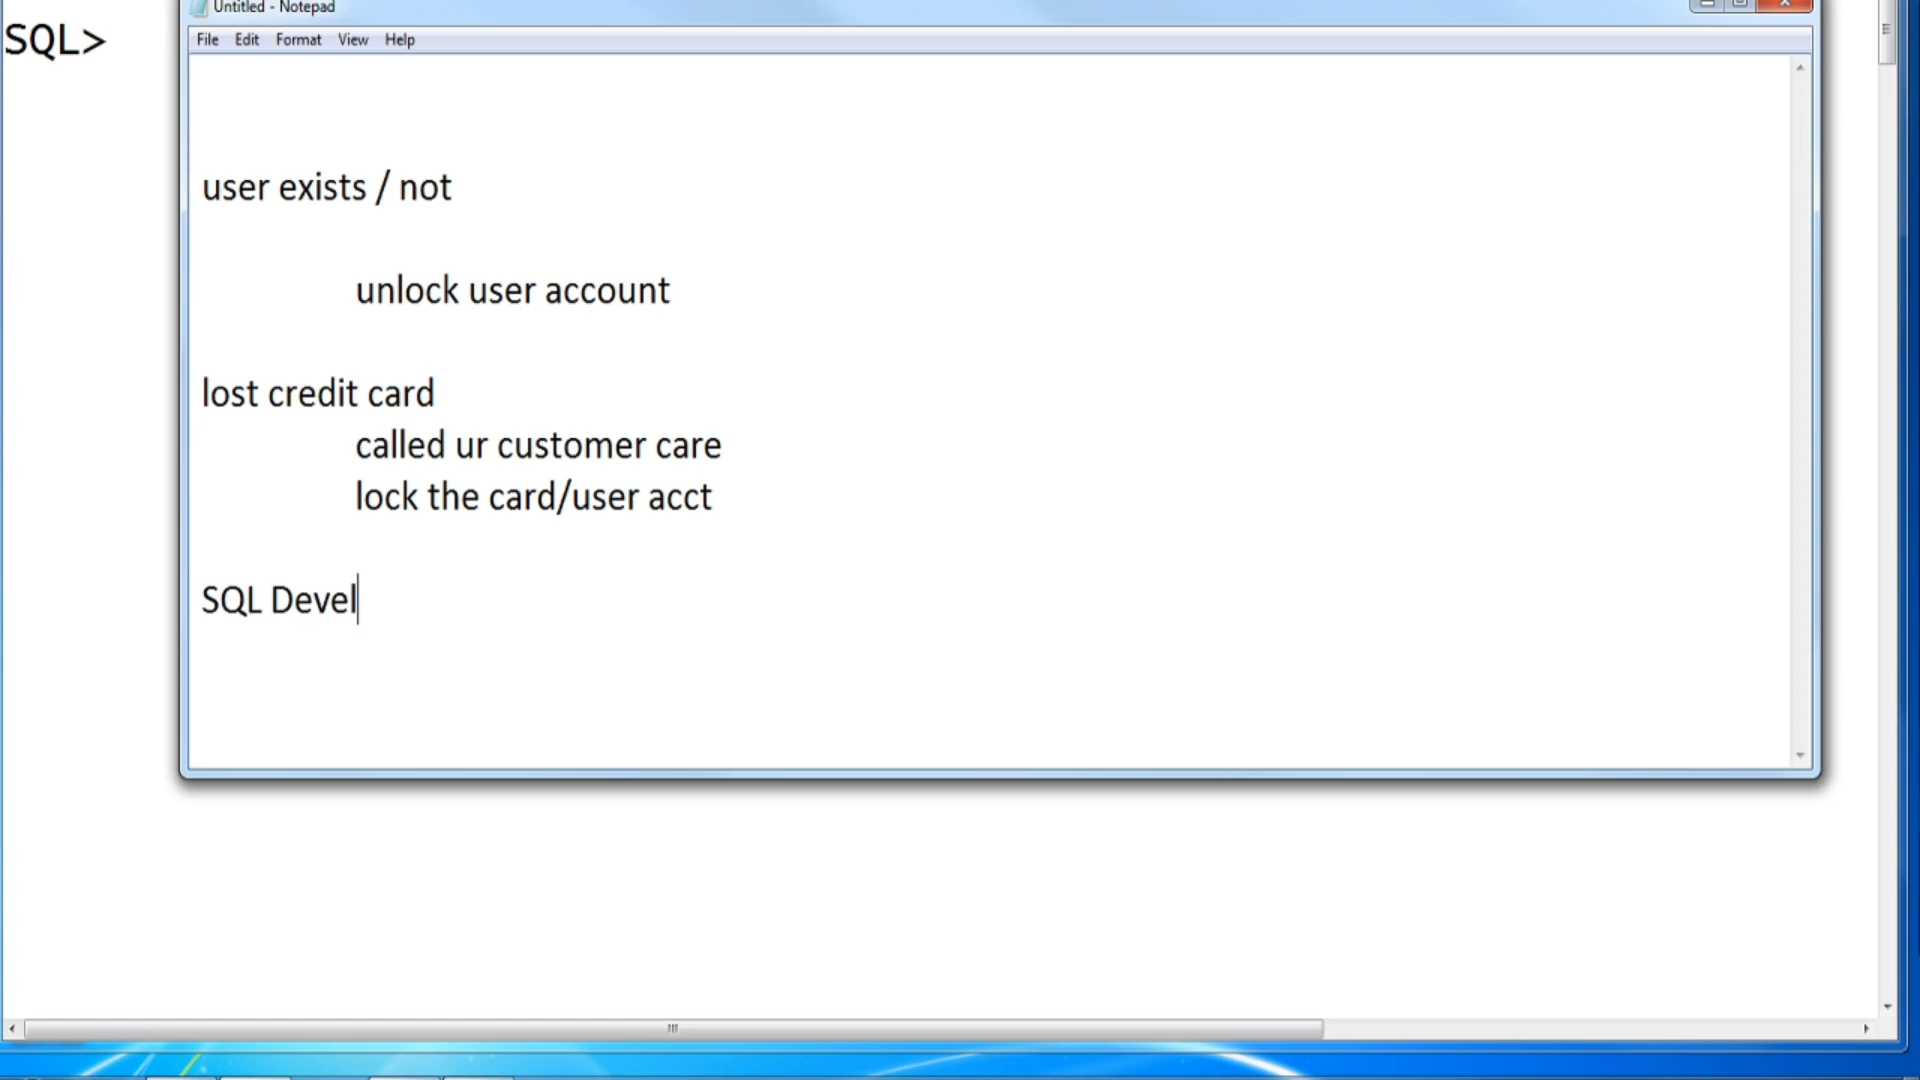 Untitled - Notepad
SQL>
File Edit Format View Help
user exists / not
unlock user account
lost credit card
called ur customer care
lock the card/user acct
SQL Devel